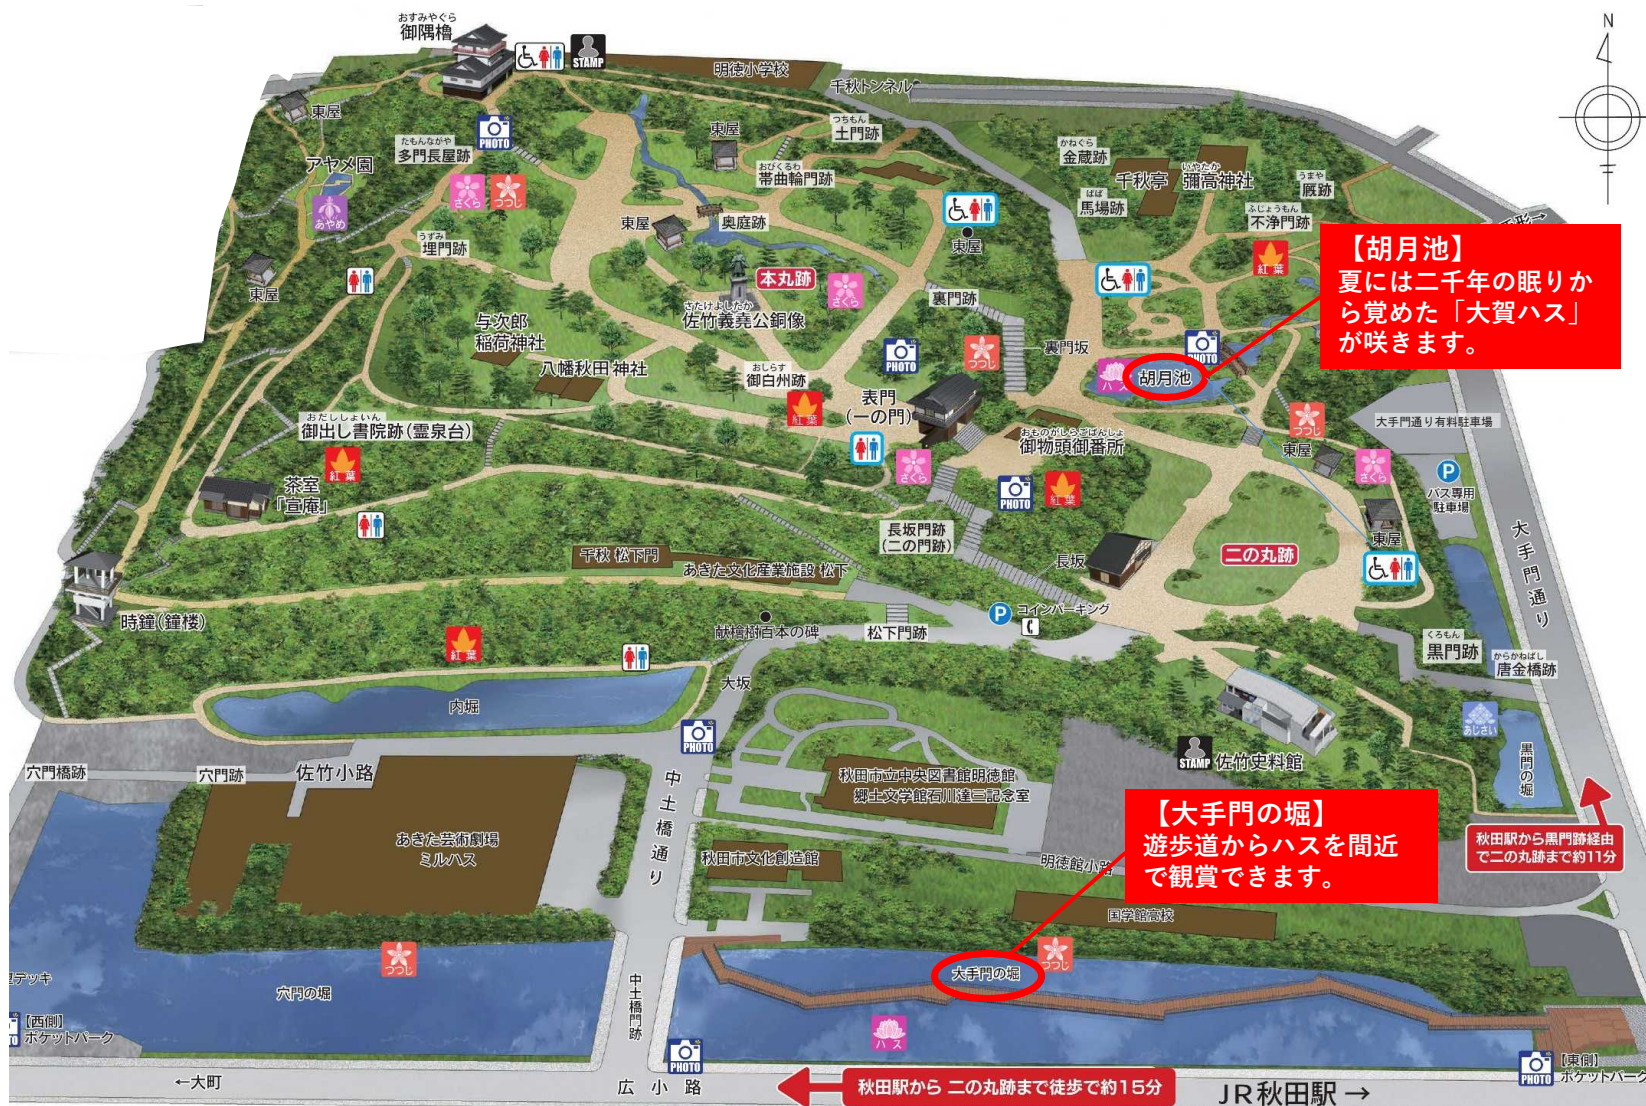 おすみやぐら
御隅櫓
STAMP
明徳小学校
千秋トンネル
N
東屋
アヤメ園
あやめ
たもんながや
多門長屋跡
PHOTO
さくら
つつじ
東屋
つちもん
土門跡
おびくるわ
帯曲輪門跡
かねぐら
金蔵跡
千秋亭
いやたか
彌高神社
うまや
厩跡
ばば
馬場跡
ふじょうもん
不浄門跡
紅葉
うずみ
埋門跡
東屋
東屋
奥庭跡
東屋
本丸跡
さくら
さたけよしたか
佐竹義堯公銅像
裏門跡
裏門坂
PHOTO
つつじ
【胡月池】
夏には二千年の眠りか
ら覚めた「大賀ハス」
が咲きます。
PHOTO
ハス
胡月池
与次郎
稲荷神社
八幡秋田神社
おしらす
御白州跡
紅葉
表門
(一の門)
おものがしらごばんしょ
御物頭御番所
さくら
PHOTO
紅葉
つつじ
東屋
さくら
大手門通り有料駐車場
P
バス専用
駐車場
東屋
大手門通り
おだししょいん
御出し書院跡(霊泉台)
紅葉
茶室
「宣庵」
長坂門跡
(二の門跡)
長坂
二の丸跡
千秋 松下門
あきた文化産業施設 松下
時鐘(鐘楼)
献檜樹百本の碑
松下門跡
P
コインパーキング
紅葉
くろもん
黒門跡
からかねばし
唐金橋跡
大坂
内堀
PHOTO
STAMP
佐竹史料館
あじさい
黒門の堀
穴門橋跡
穴門跡
佐竹小路
中土橋通り
秋田市立中央図書館明徳館
郷土文学館石川達三記念室
あきた芸術劇場
ミルハス
秋田市文化創造館
明徳館小路
【大手門の堀】
遊歩道からハスを間近
で観賞できます。
秋田駅から黒門跡経由
で二の丸跡まで約11分
国学館高校
つつじ
つつじ
大手門の堀
デッキ
穴門の堀
中土橋門跡
【西側】
ポケットパーク
ハス
PHOTO
PHOTO
【東側】
ポケットパーク
←大町
広小路
秋田駅から 二の丸跡まで徒歩で約15分
JR秋田駅→